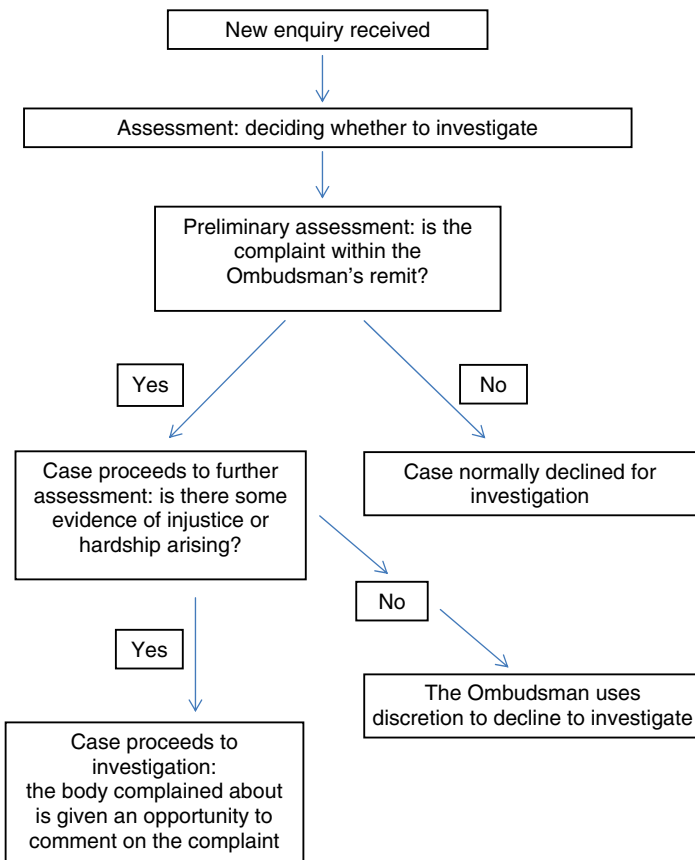 New enquiry received
Assessment: deciding whether to investigate
Preliminary assessment: is the
complaint within the
Ombudsman’s remit?
Yes
No
Case proceeds to further
assessment: is there some
evidence of injustice or
hardship arising?
Case normally declined for
investigation
No
Yes
The Ombudsman uses
discretion to decline to investigate
Case proceeds to
investigation:
the body complained about
is given an opportunity to
comment on the complaint